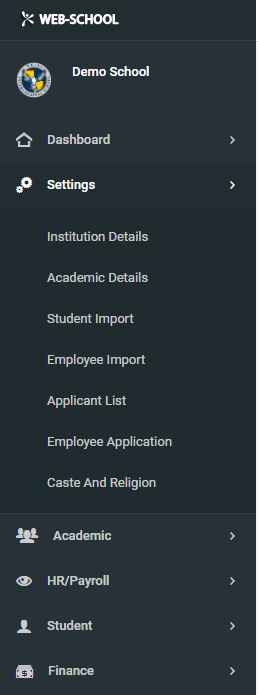 WEB-SCHOOL
Demo School
Dashboard
Settings
Institution Details
Academic Details
Student Import
Employee Import
Applicant List
Employee Application
Caste And Religion
Academic
HR/Payroll
Student
Finance